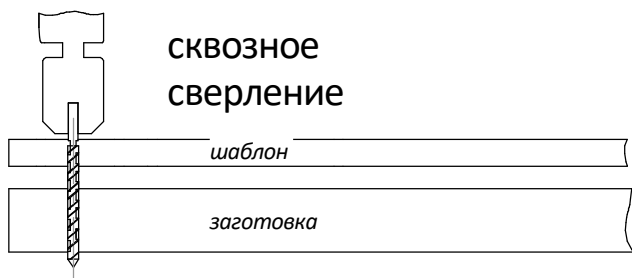 сквозное
сверление
шаблон
заготовка